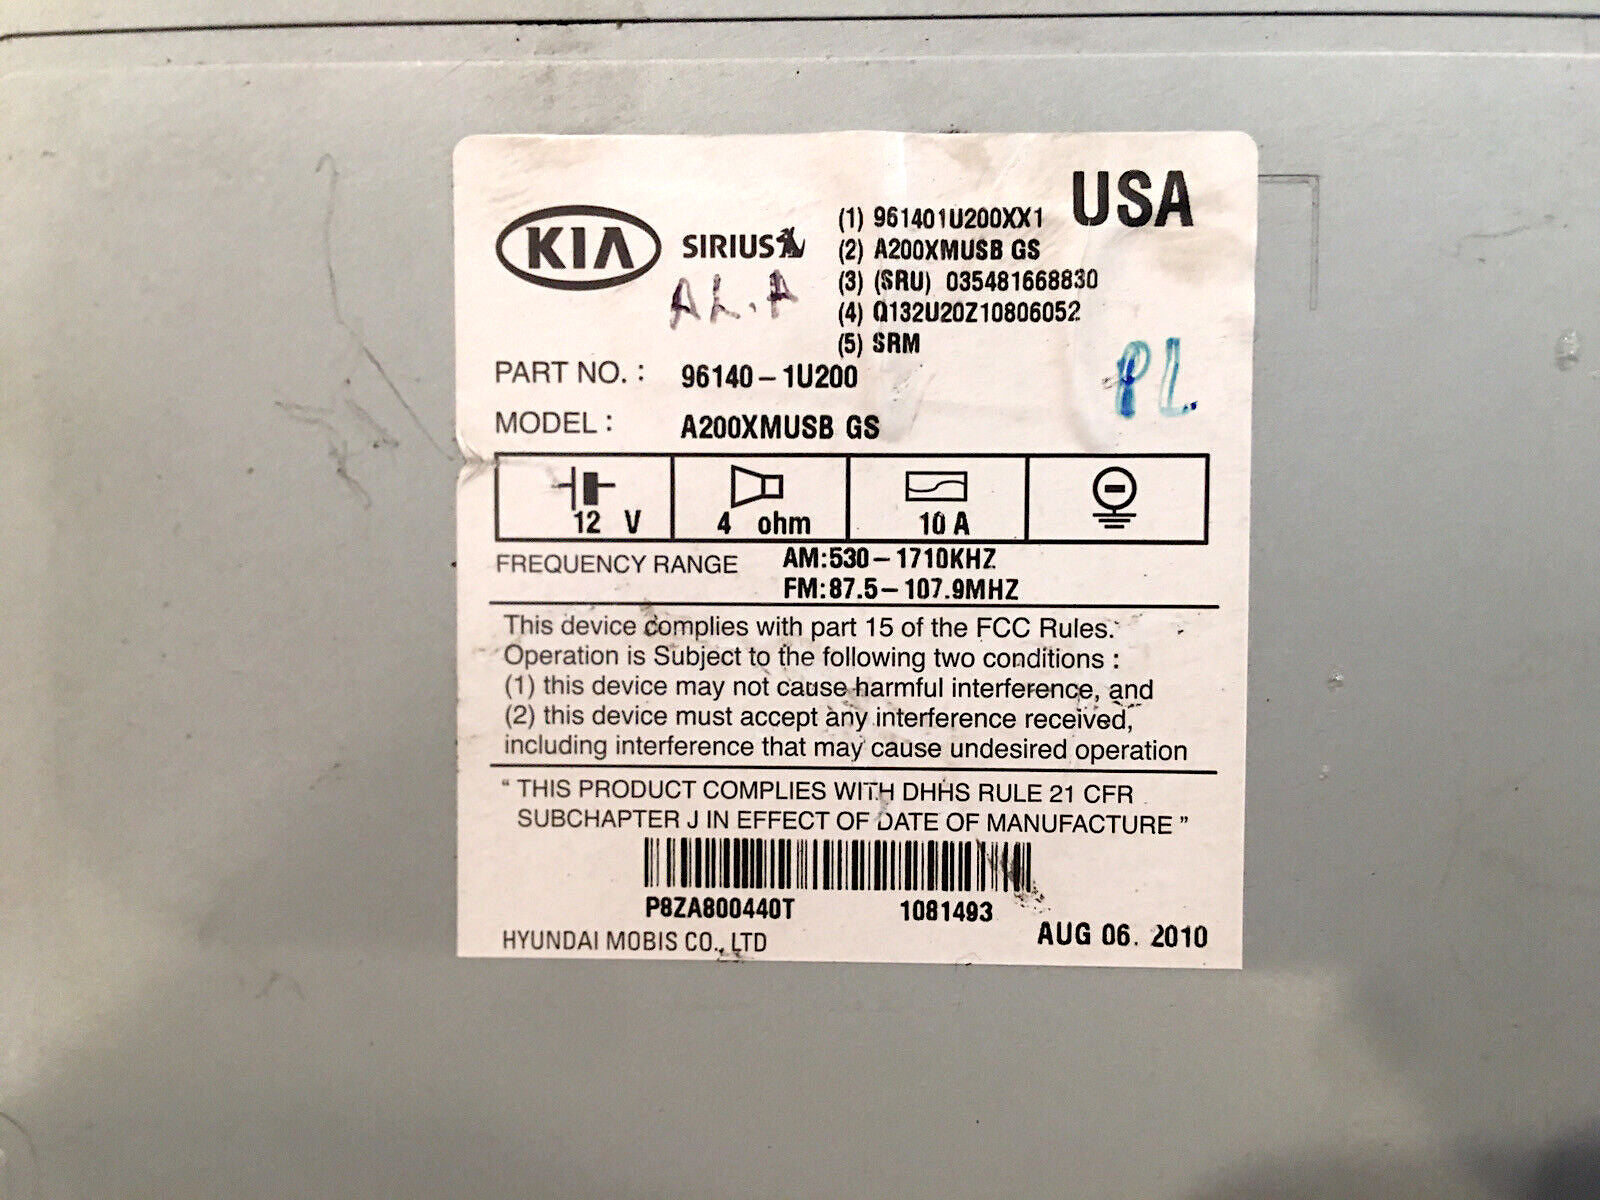 USA
KIA SIRIUS
(1) 961401U200XX1
(2) A200XMUSB GS
(3) (SRU) 035481668830
(4) Q132U20Z10806052
(5) SRM
AL.A
PART NO. : 96140-1U200
MODEL : A200XMUSB GS
12 V 4 ohm 10 A
FREQUENCY RANGE AM:530-1710KHZ
FM:87.5-107.9MHZ
This device complies with part 15 of the FCC Rules.
Operation is Subject to the following two conditions :
(1) this device may not cause harmful interference, and
(2) this device must accept any interference received,
including interference that may cause undesired operation
“ THIS PRODUCT COMPLIES WITH DHHS RULE 21 CFR
SUBCHAPTER J IN EFFECT OF DATE OF MANUFACTURE ”
P8ZA800440T 1081493
HYUNDAI MOBIS CO., LTD AUG 06. 2010